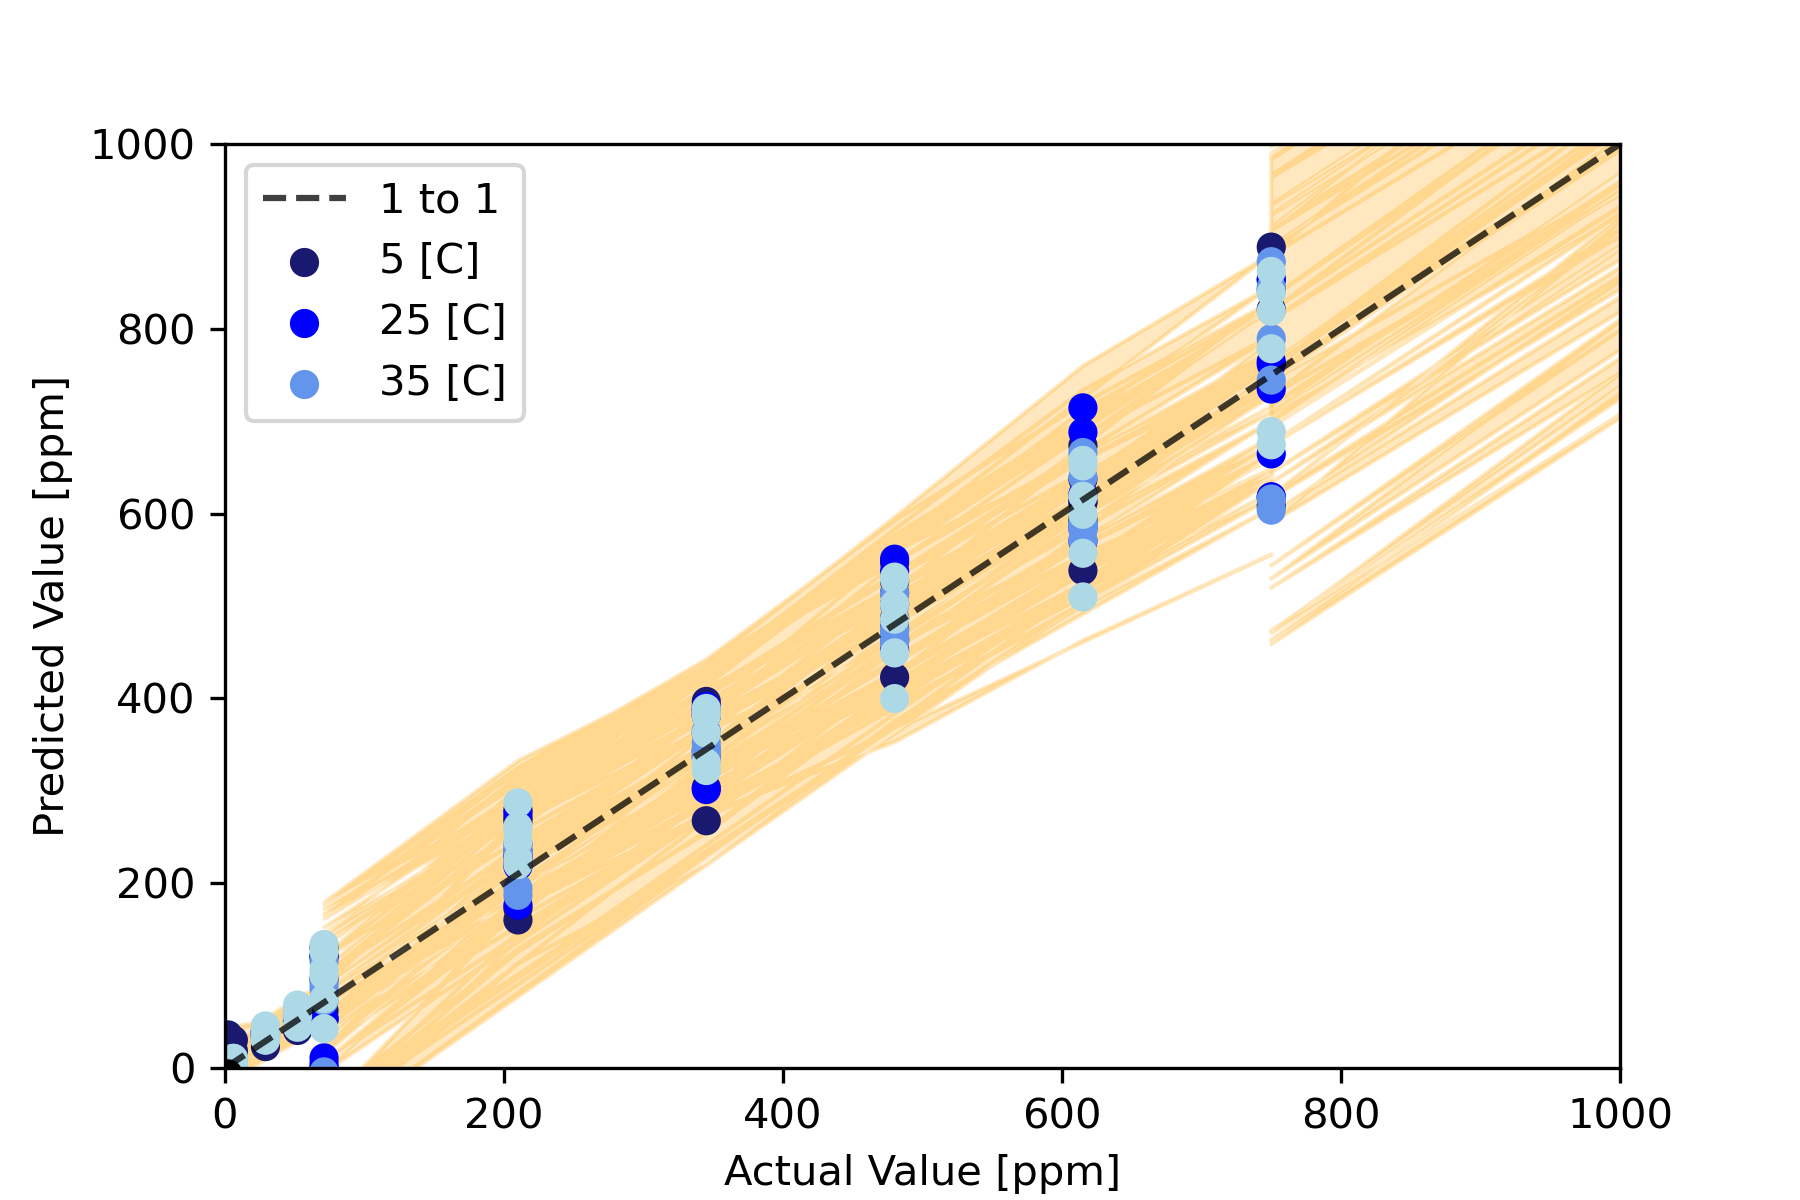 1000
800
600
400
200
0
Predicted Value [ppm]
1 to 1
5 [C]
25 [C]
35 [C]
0 200 400 600 800 1000
Actual Value [ppm]